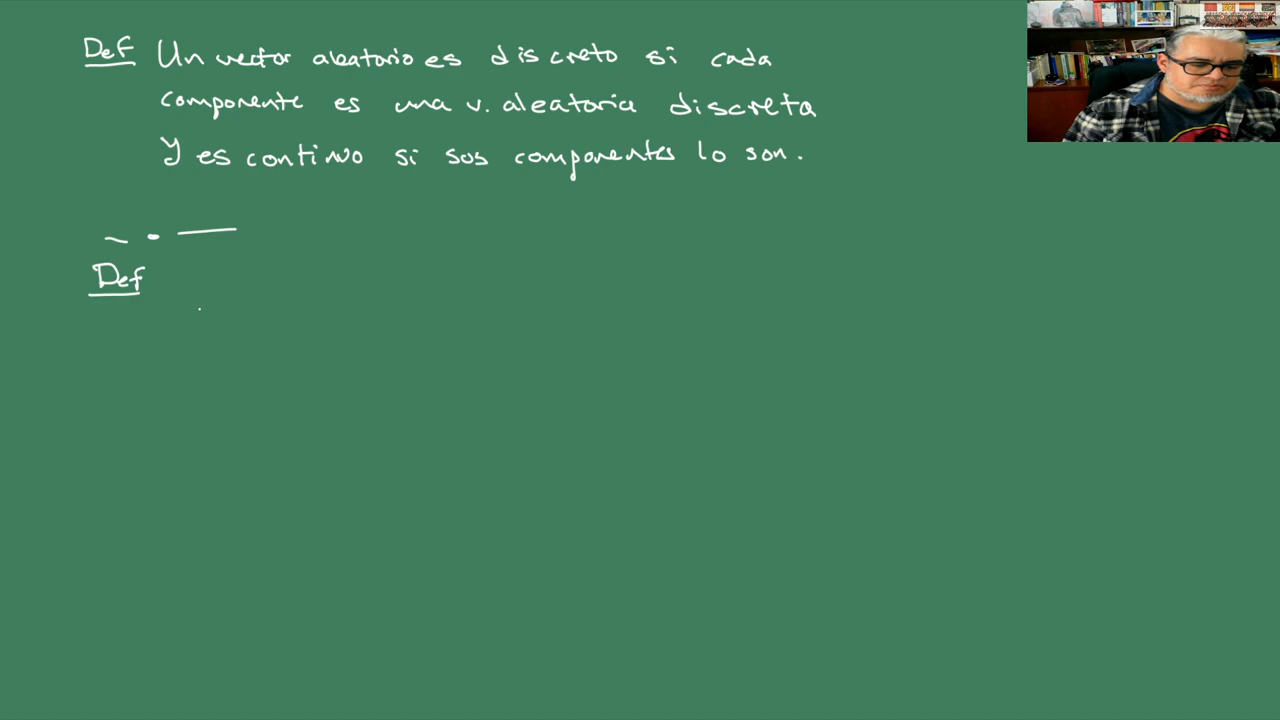 Def Un vector aleatorio es discreto si cada
componente es una v. aleatoria discreta
Y es continuo si sus componentes lo son.
Def